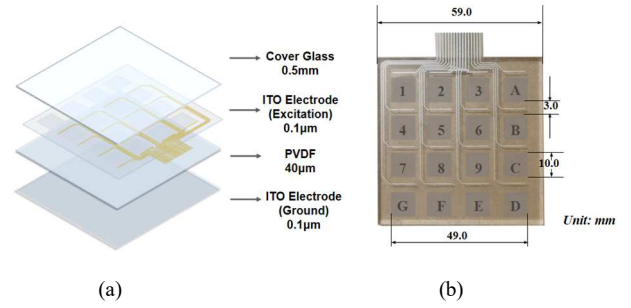 Cover Glass
0.5mm
ITO Electrode
(Excitation)
0.1μm
PVDF
40μm
ITO Electrode
(Ground)
0.1μm
(a)
59.0
1 2 3 A
3.0
4 5 6 B
7 8 9 C
10.0
G F E D
Unit: mm
49.0
(b)